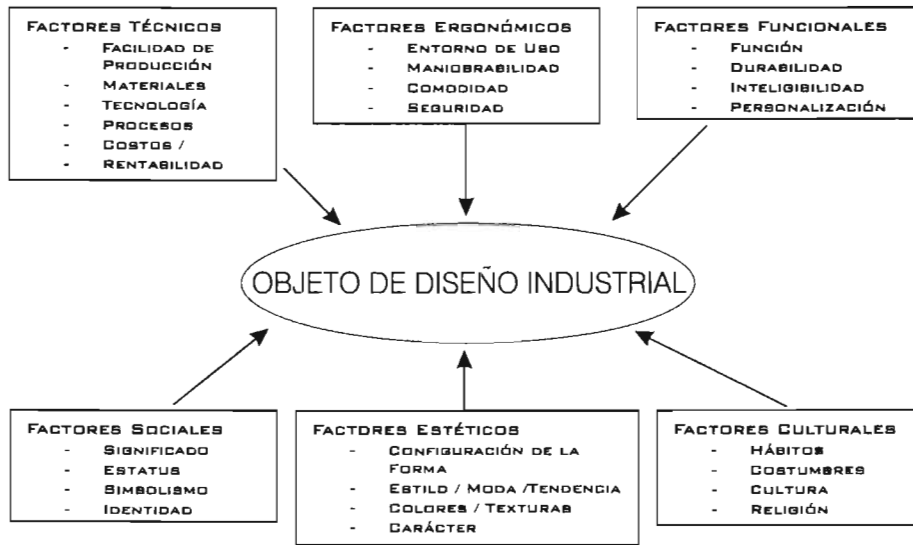 FACTORES TÉCNICOS
- FACILIDAD DE
PRODUCCIÓN
- MATERIALES
- TECNOLOGÍA
- PROCESOS
- COSTOS /
- RENTABILIDAD
FACTORES ERGONÓMICOS
- ENTORNO DE USO
- MANIOBRABILIDAD
- COMODIDAD
- SEGURIDAD
FACTORES FUNCIONALES
- FUNCIÓN
- DURABILIDAD
- INTELIGIBILIDAD
- PERSONALIZACIÓN
OBJETO DE DISEÑO INDUSTRIAL
FACTORES SOCIALES
- SIGNIFICADO
- ESTATUS
- SIMBOLISMO
- IDENTIDAD
FACTORES ESTÉTICOS
- CONFIGURACIÓN DE LA
FORMA
- ESTILO / MODA /TENDENCIA
- COLORES / TEXTURAS
- CARÁCTER
FACTORES CULTURALES
- HÁBITOS
- COSTUMBRES
- CULTURA
- RELIGIÓN